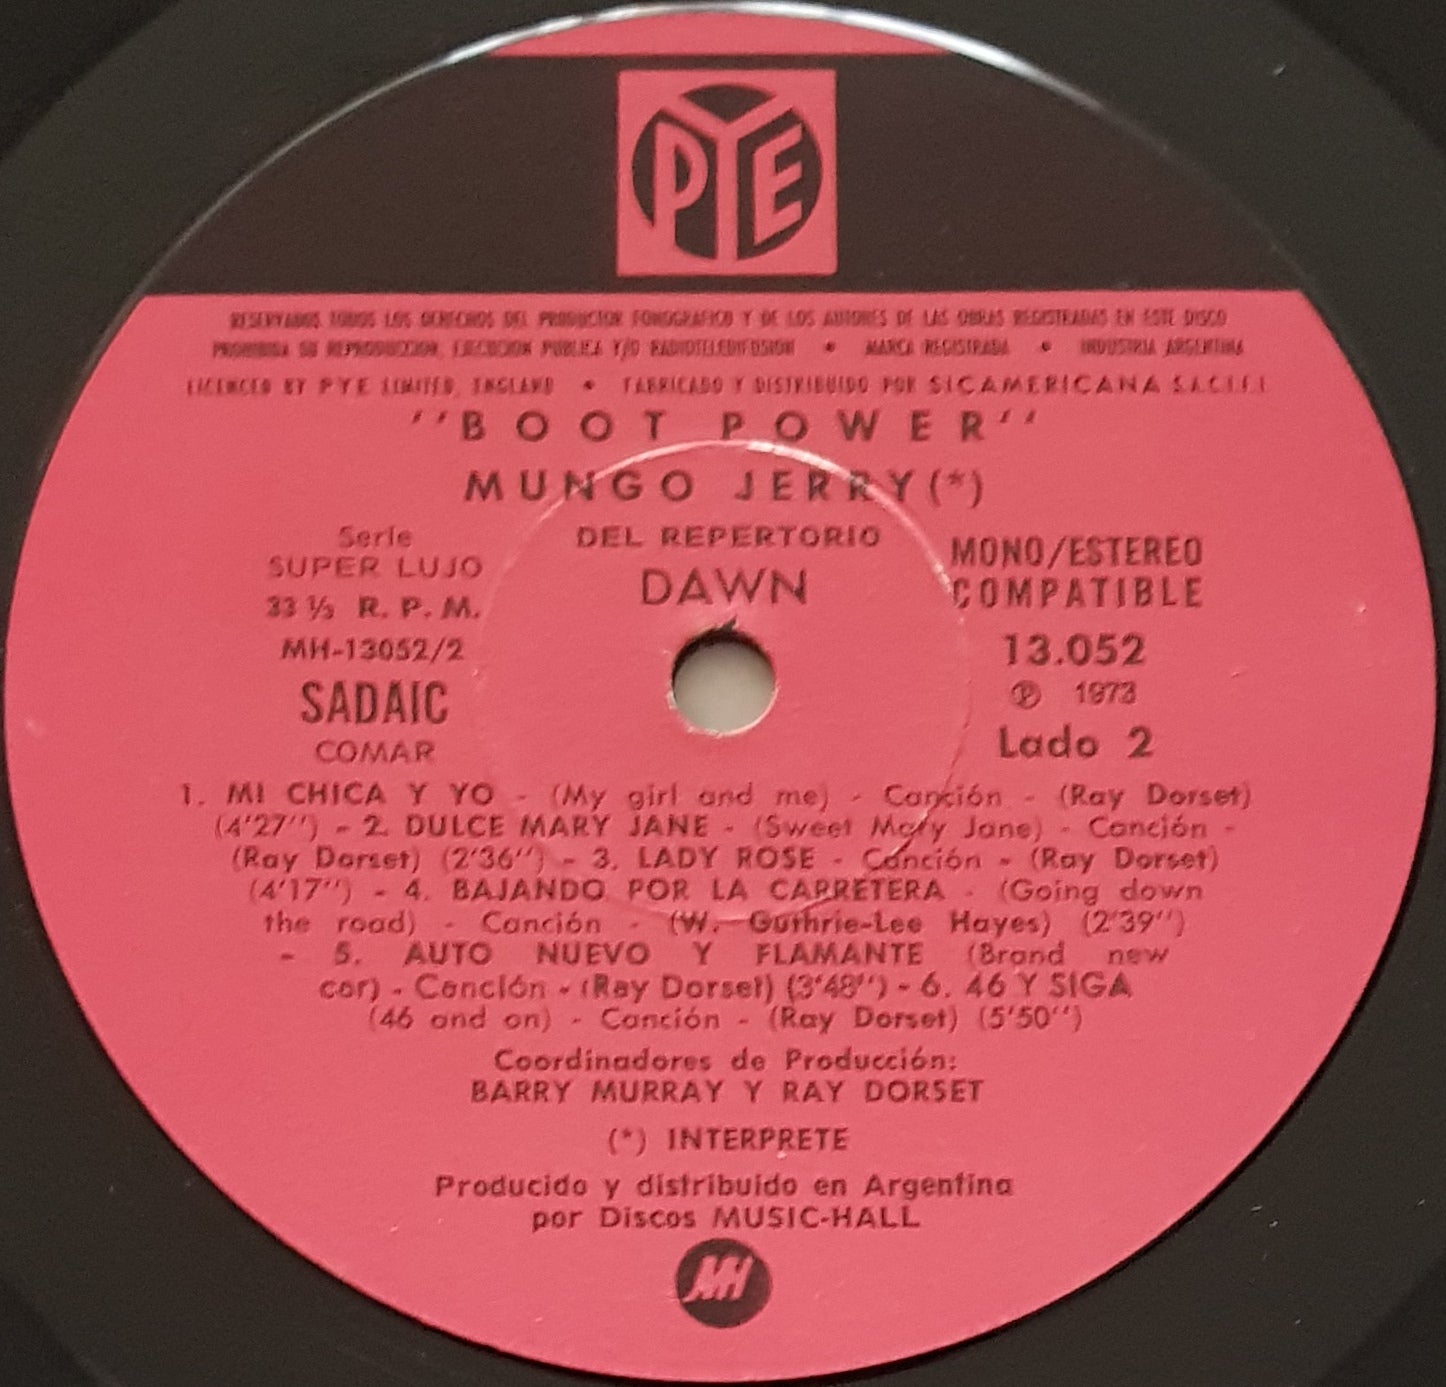 PYE
RESERVADOS TODOS LOS DERECHOS DEL PRODUCTOR FONOGRAFICO Y DE LOS AUTORES DE LAS OBRAS REGISTRADAS EN ESTE DISCO
PROHIBIDA SU REPRODUCCION, EJECUCION PUBLICA Y/O RADIOTELEDIFUSION • MARCA REGISTRADA • INDUSTRIA ARGENTINA
LICENCED BY PYE LIMITED, ENGLAND • FABRICADO Y DISTRIBUIDO POR SICAMERICANA S.A.C.I.F.I.
''BOOT POWER''
MUNGO JERRY(*)
DEL REPERTORIO
DAWN
Serie
SUPER LUJO
33 ⅓ R. P. M.
MH-13052/2
SADAIC
COMAR
MONO/ESTEREO
COMPATIBLE
13.052
℗ 1973
Lado 2
1. MI CHICA Y YO - (My girl and me) - Canción - (Ray Dorset)
(4'27'') - 2. DULCE MARY JANE - (Sweet Mary Jane) - Canción -
(Ray Dorset) (2'36'') - 3. LADY ROSE - Canción - (Ray Dorset)
(4'17'') - 4. BAJANDO POR LA CARRETERA - (Going down
the road) - Canción - (W. Guthrie-Lee Hayes) (2'39'')
- 5. AUTO NUEVO Y FLAMANTE (Brand new
car) - Canción - (Ray Dorset) (3'48'') - 6. 46 Y SIGA
(46 and on) - Canción - (Ray Dorset) (5'50'')
Coordinadores de Producción:
BARRY MURRAY Y RAY DORSET
(*) INTERPRETE
Producido y distribuido en Argentina
por Discos MUSIC-HALL
MH